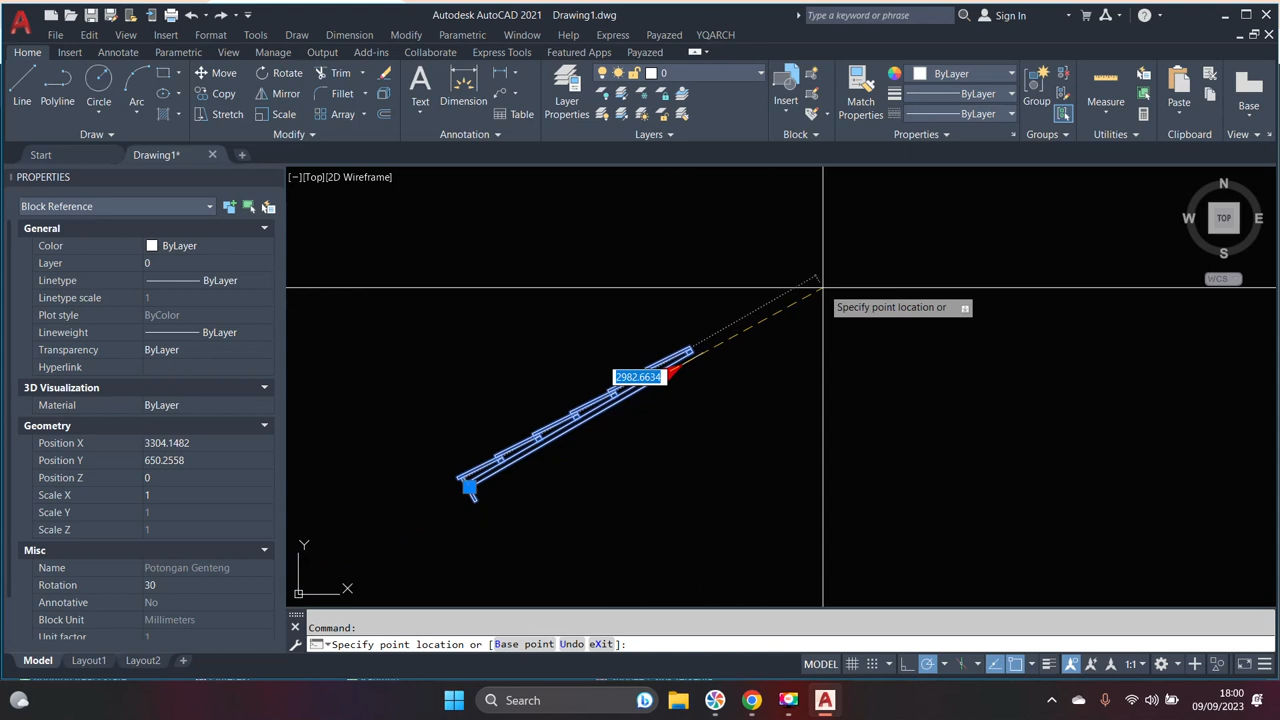 Autodesk AutoCAD 2021 Drawing1.dwg
Type a keyword or phrase
Sign In
File Edit View Insert Format Tools Draw Dimension Modify Parametric Window Help Express Payazed YQARCH
Home Insert Annotate Parametric View Manage Output Add-ins Collaborate Express Tools Featured Apps Payazed
Line Polyline Circle Arc
Move Rotate Trim
Copy Mirror Fillet
Stretch Scale Array
Text Dimension Table
Layer Properties
0
Insert
Match Properties
ByLayer
ByLayer
ByLayer
Group
Measure
Paste
Base
Draw Modify Annotation Layers Block Properties Groups Utilities Clipboard View
Start Drawing1*
PROPERTIES
[−][Top][2D Wireframe]
Block Reference
General
Color ByLayer
Layer 0
Linetype ByLayer
Linetype scale 1
Plot style ByColor
Lineweight ByLayer
Transparency ByLayer
Hyperlink
3D Visualization
Material ByLayer
Geometry
Position X 3304.1482
Position Y 650.2558
Position Z 0
Scale X 1
Scale Y 1
Scale Z 1
Misc
Name Potongan Genteng
Rotation 30
Annotative No
Block Unit Millimeters
Unit factor 1
N
W TOP E
S
WCS
Specify point location or
2982.6634
Y
X
Command:
Specify point location or [Base point Undo eXit]:
Model Layout1 Layout2
MODEL
1:1
Search
18:00
09/09/2023